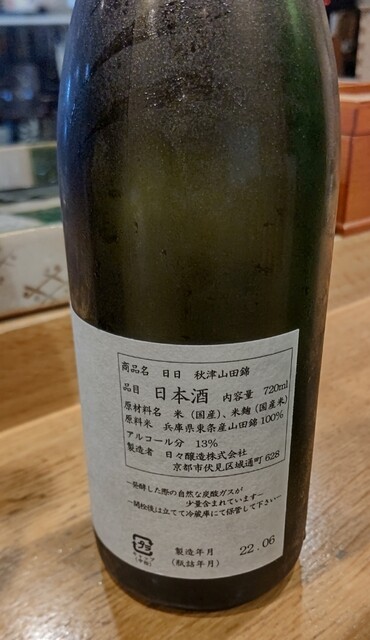 商品名 日日 秋津山田錦
品目 日本酒 内容量 720ml
原材料名 米(国産)、米麹(国産米)
原料米 兵庫県東条産山田錦100%
アルコール分 13%
製造者 日々醸造株式会社
京都市伏見区城通町628
−発酵した際の自然な炭酸ガスが
少量含まれています−
−開栓後は立てて冷蔵庫にて保管して下さい−
製造年月
(瓶詰年月)
22.06